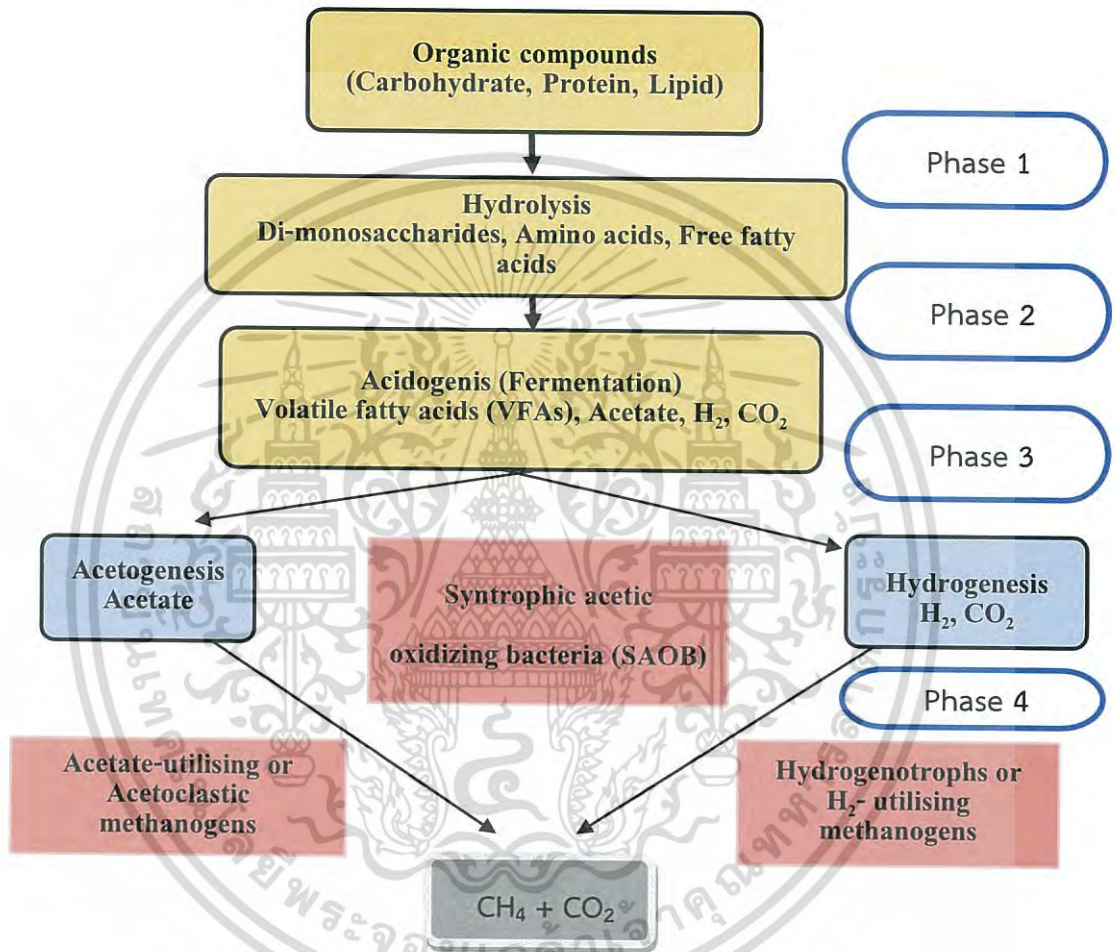 Organic compounds
(Carbohydrate, Protein, Lipid)
Phase 1
Hydrolysis
Di-monosaccharides, Amino acids, Free fatty
acids
Phase 2
Acidogenis (Fermentation)
Volatile fatty acids (VFAs), Acetate, H₂, CO₂
Phase 3
Acetogenesis
Acetate
Syntrophic acetic
oxidizing bacteria (SAOB)
Hydrogenesis
H₂, CO₂
Phase 4
Acetate-utilising or
Acetoclastic
methanogens
Hydrogenotrophs or
H₂- utilising
methanogens
CH₄ + CO₂